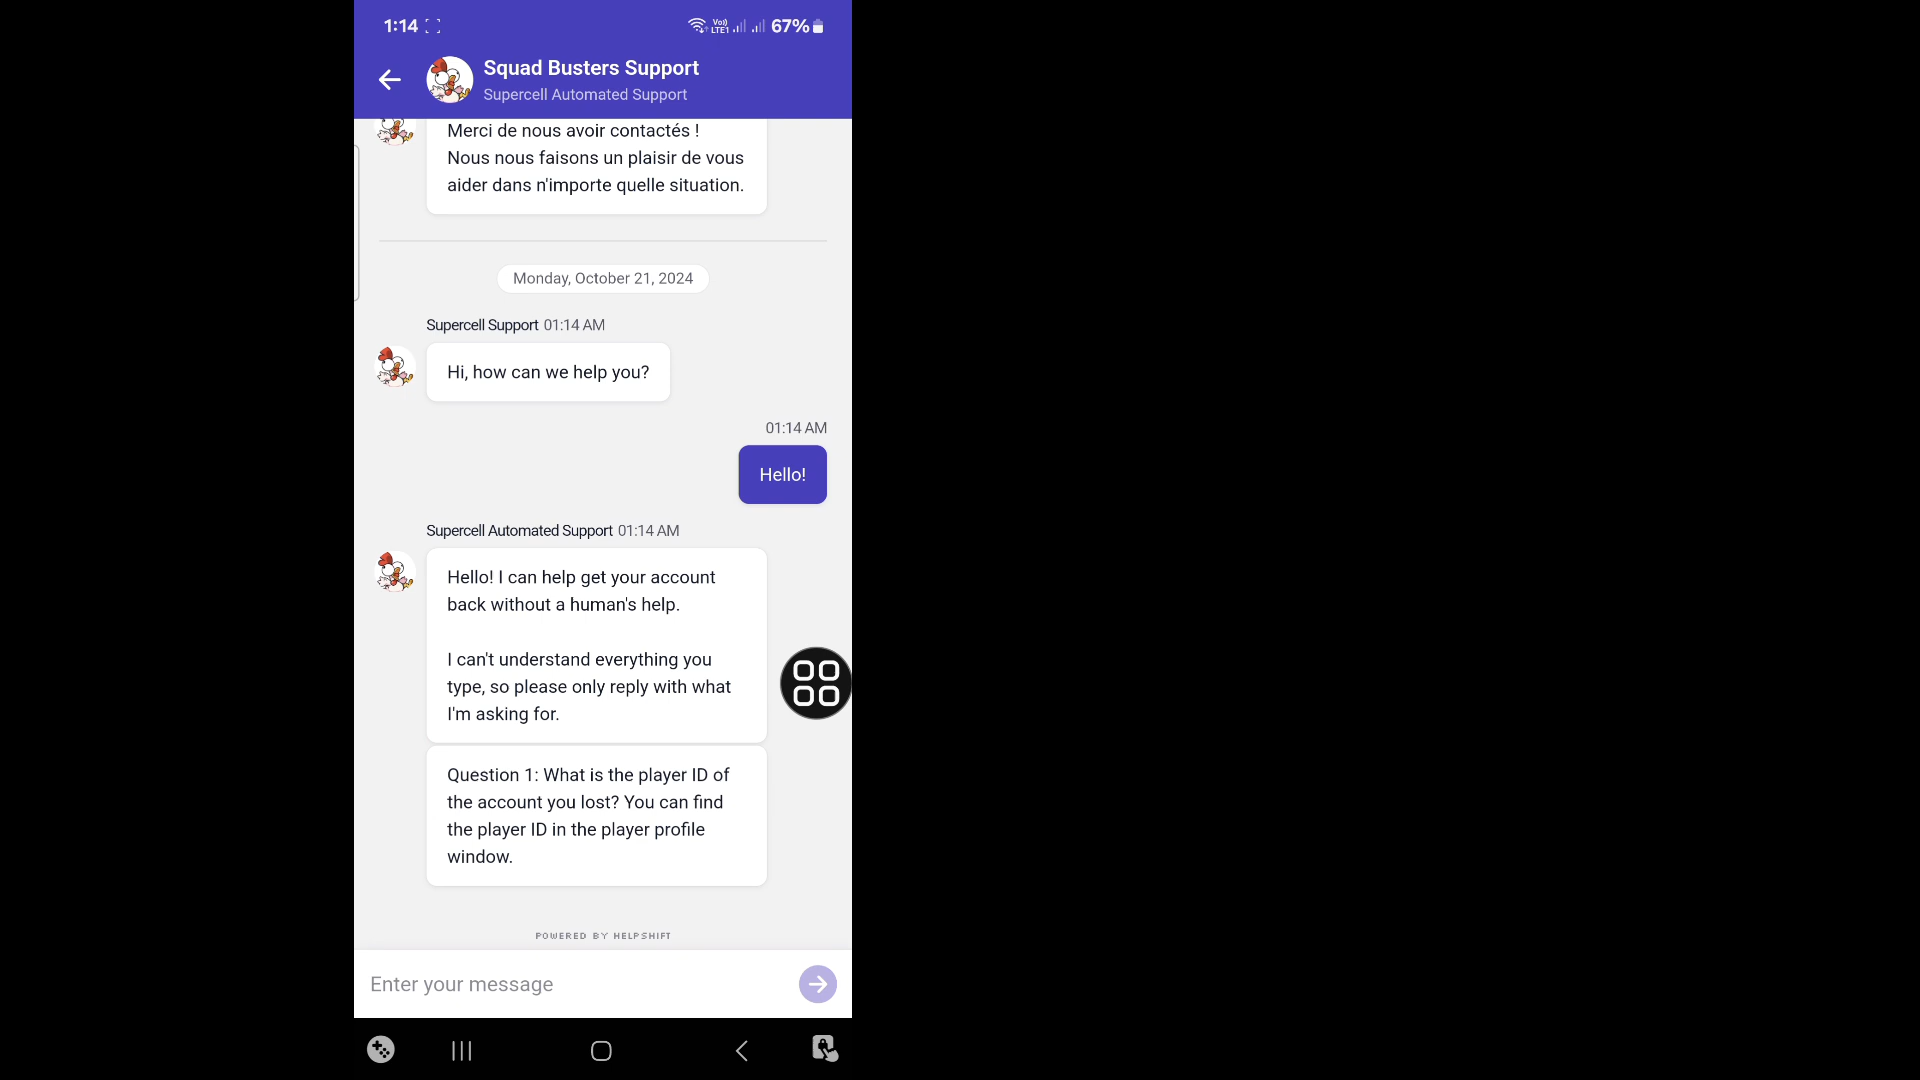 1:14
Vo))
LTE1
67%
Squad Busters Support
Supercell Automated Support
Merci de nous avoir contactés !
Nous nous faisons un plaisir de vous
aider dans n'importe quelle situation.
Monday, October 21, 2024
Supercell Support 01:14 AM
Hi, how can we help you?
01:14 AM
Hello!
Supercell Automated Support 01:14 AM
Hello! I can help get your account
back without a human's help.
I can't understand everything you
type, so please only reply with what
I'm asking for.
Question 1: What is the player ID of
the account you lost? You can find
the player ID in the player profile
window.
POWERED BY HELPSHIFT
Enter your message